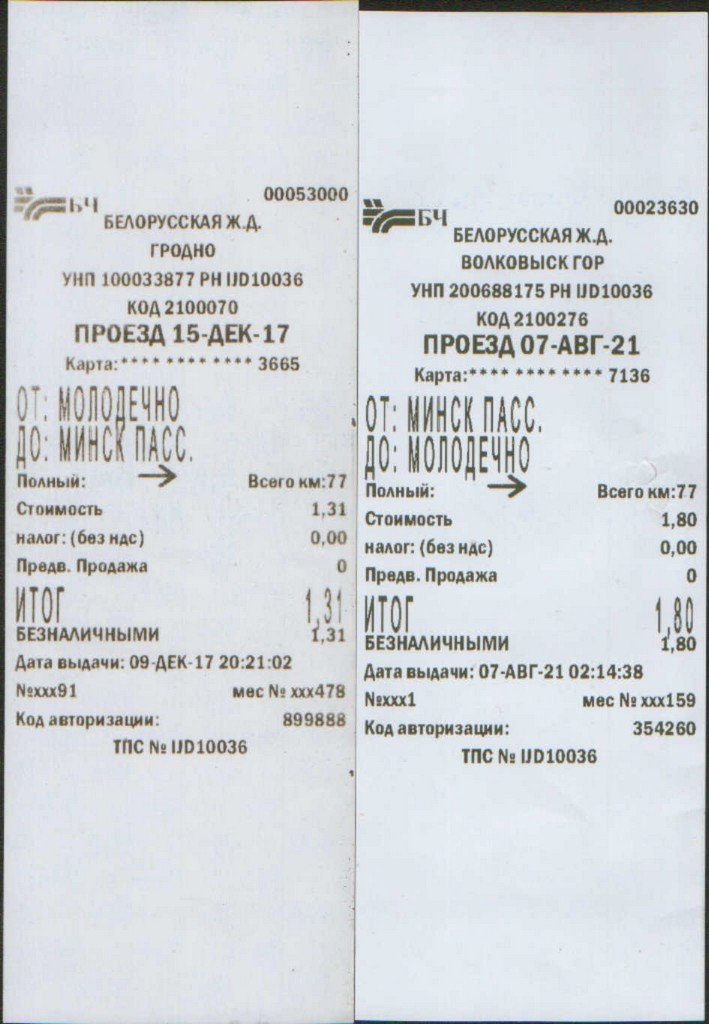 00053000
БЧ
БЕЛОРУССКАЯ Ж.Д.
ГРОДНО
УНП 100033877 РН IJD10036
КОД 2100070
ПРОЕЗД 15-ДЕК-17
Карта:**** **** **** 3665
ОТ: МОЛОДЕЧНО
ДО: МИНСК ПАСС.
Полный: Всего км:77
Стоимость 1,31
налог: (без ндс) 0,00
Предв. Продажа 0
ИТОГ 1,31
БЕЗНАЛИЧНЫМИ 1,31
Дата выдачи: 09-ДЕК-17 20:21:02
№xxx91 мес № xxx478
Код авторизации: 899888
ТПС № IJD10036
00023630
БЧ
БЕЛОРУССКАЯ Ж.Д.
ВОЛКОВЫСК ГОР
УНП 200688175 РН IJD10036
КОД 2100276
ПРОЕЗД 07-АВГ-21
Карта:**** **** **** 7136
ОТ: МИНСК ПАСС.
ДО: МОЛОДЕЧНО
Полный: Всего км:77
Стоимость 1,80
налог: (без ндс) 0,00
Предв. Продажа 0
ИТОГ 1,80
БЕЗНАЛИЧНЫМИ 1,80
Дата выдачи: 07-АВГ-21 02:14:38
№xxx1 мес № xxx159
Код авторизации: 354260
ТПС № IJD10036